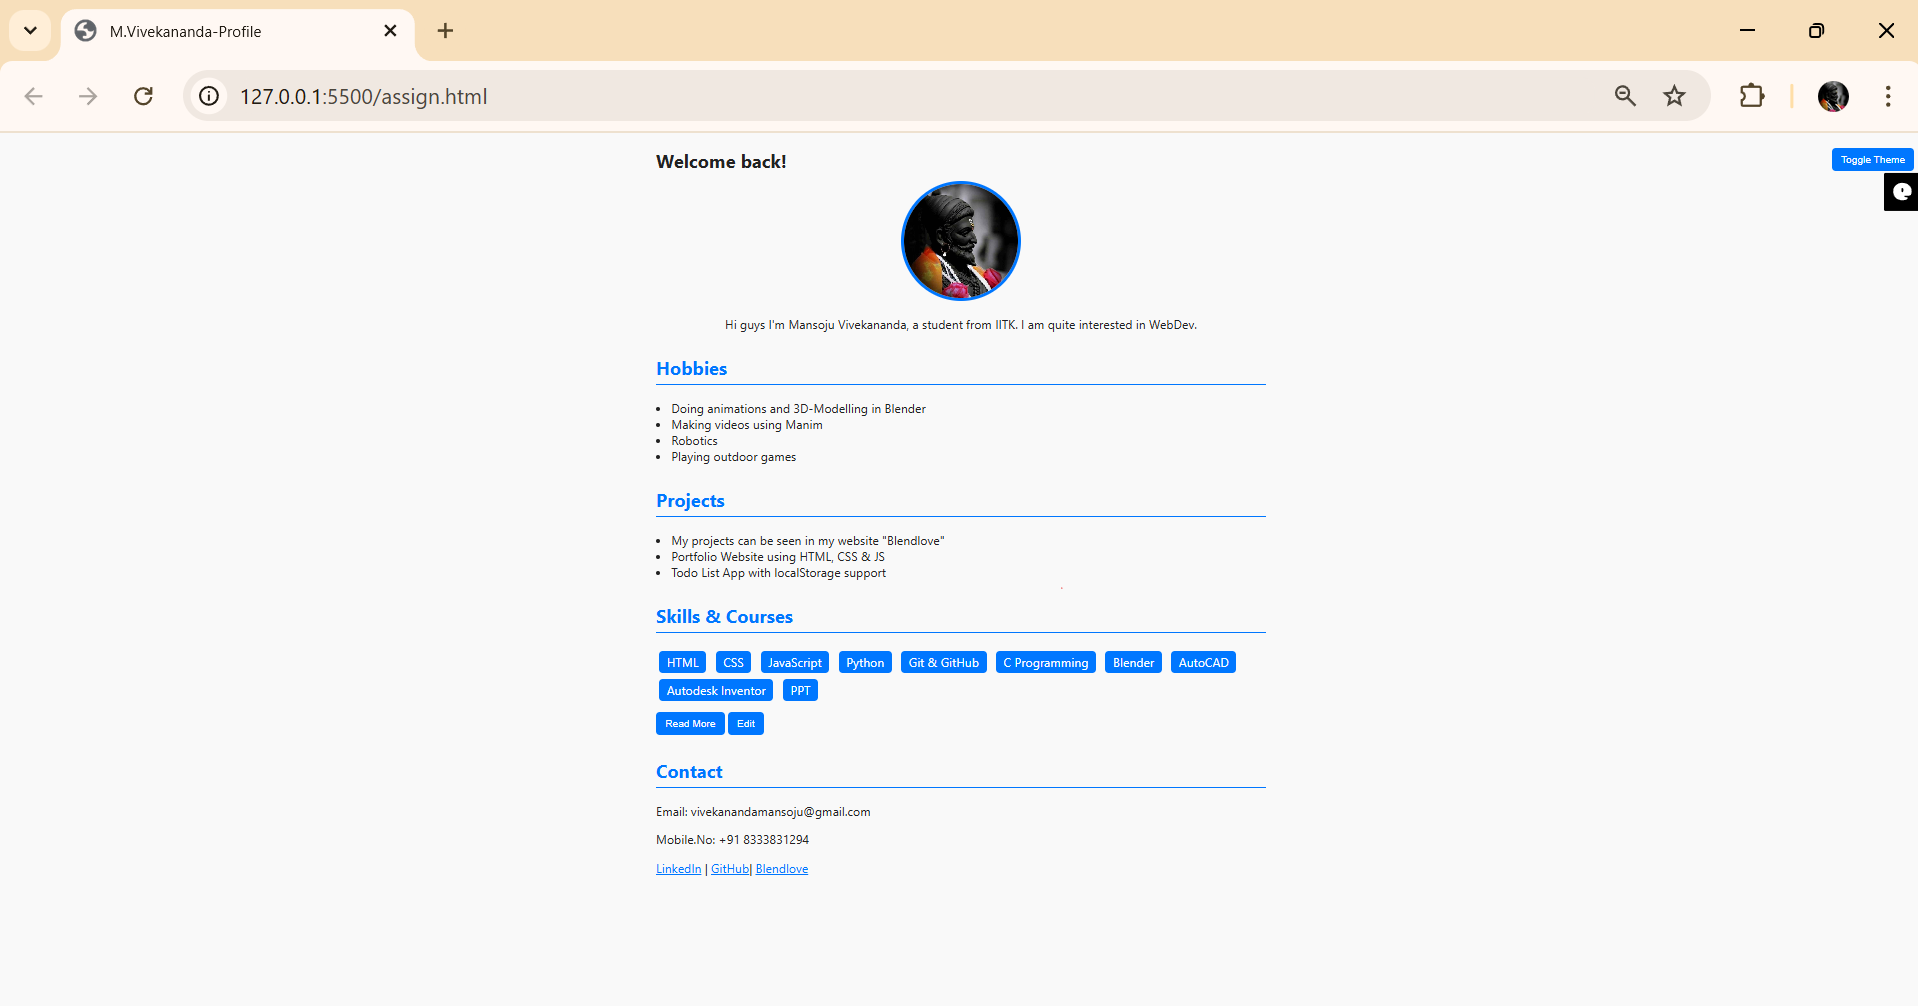 M.Vivekananda-Profile
127.0.0.1:5500/assign.html
Welcome back!
Toggle Theme
Hi guys I'm Mansoju Vivekananda, a student from IITK. I am quite interested in WebDev.
Hobbies
Doing animations and 3D-Modelling in Blender
Making videos using Manim
Robotics
Playing outdoor games
Projects
My projects can be seen in my website "Blendlove"
Portfolio Website using HTML, CSS & JS
Todo List App with localStorage support
Skills & Courses
HTML CSS JavaScript Python Git & GitHub C Programming Blender AutoCAD
Autodesk Inventor PPT
Read More Edit
Contact
Email: vivekanandamansoju@gmail.com
Mobile.No: +91 8333831294
LinkedIn | GitHub| Blendlove